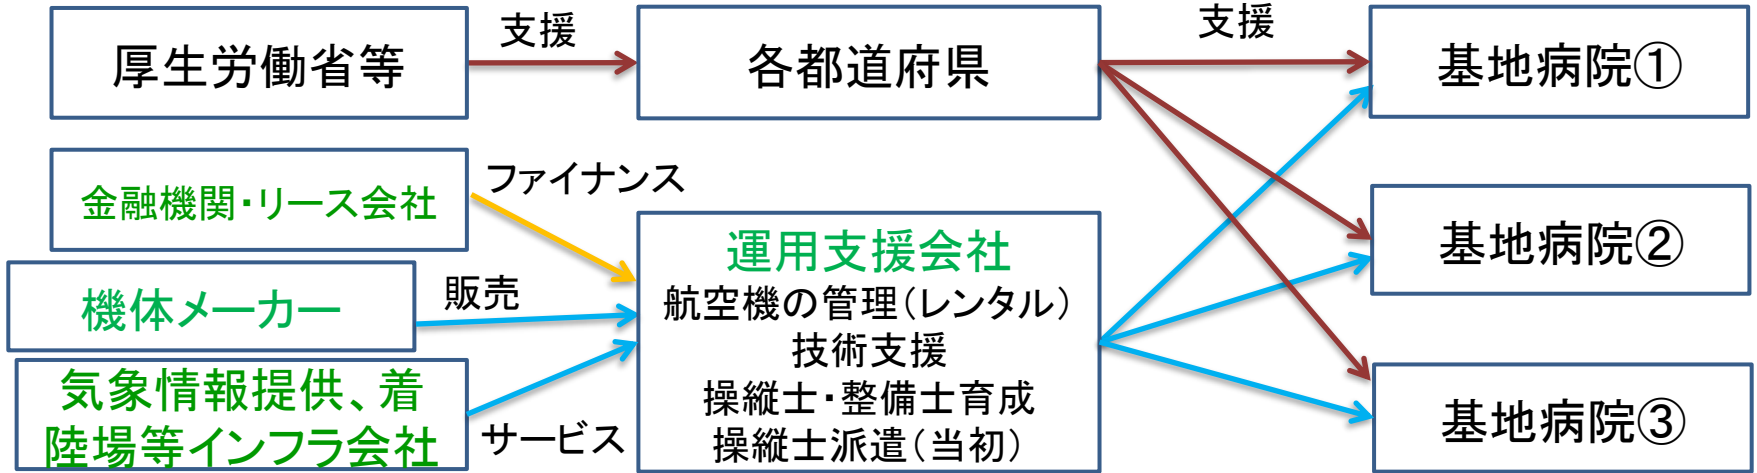 厚生労働省等
支援
各都道府県
支援
基地病院①
金融機関・リース会社
ファイナンス
機体メーカー
販売
気象情報提供、着
陸場等インフラ会社
サービス
運用支援会社
航空機の管理（レンタル）
技術支援
操縦士・整備士育成
操縦士派遣（当初）
基地病院②
基地病院③